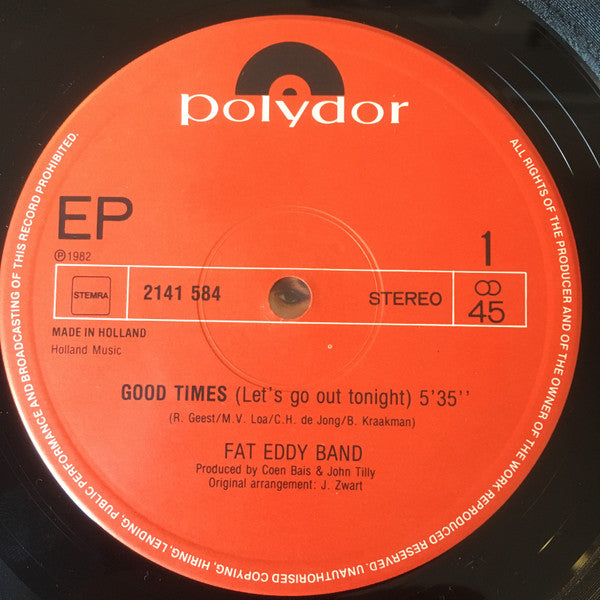 polydor
EP
1
℗ 1982
STEMRA
2141 584
STEREO
45
MADE IN HOLLAND
Holland Music
GOOD TIMES (Let's go out tonight) 5'35''
(R. Geest/M.V. Loa/C.H. de Jong/B. Kraakman)
FAT EDDY BAND
Produced by Coen Bais & John Tilly
Original arrangement: J. Zwart
ALL RIGHTS OF THE PRODUCER AND OF THE OWNER OF THE WORK REPRODUCED RESERVED. UNAUTHORISED COPYING, HIRING, LENDING, PUBLIC PERFORMANCE AND BROADCASTING OF THIS RECORD PROHIBITED.